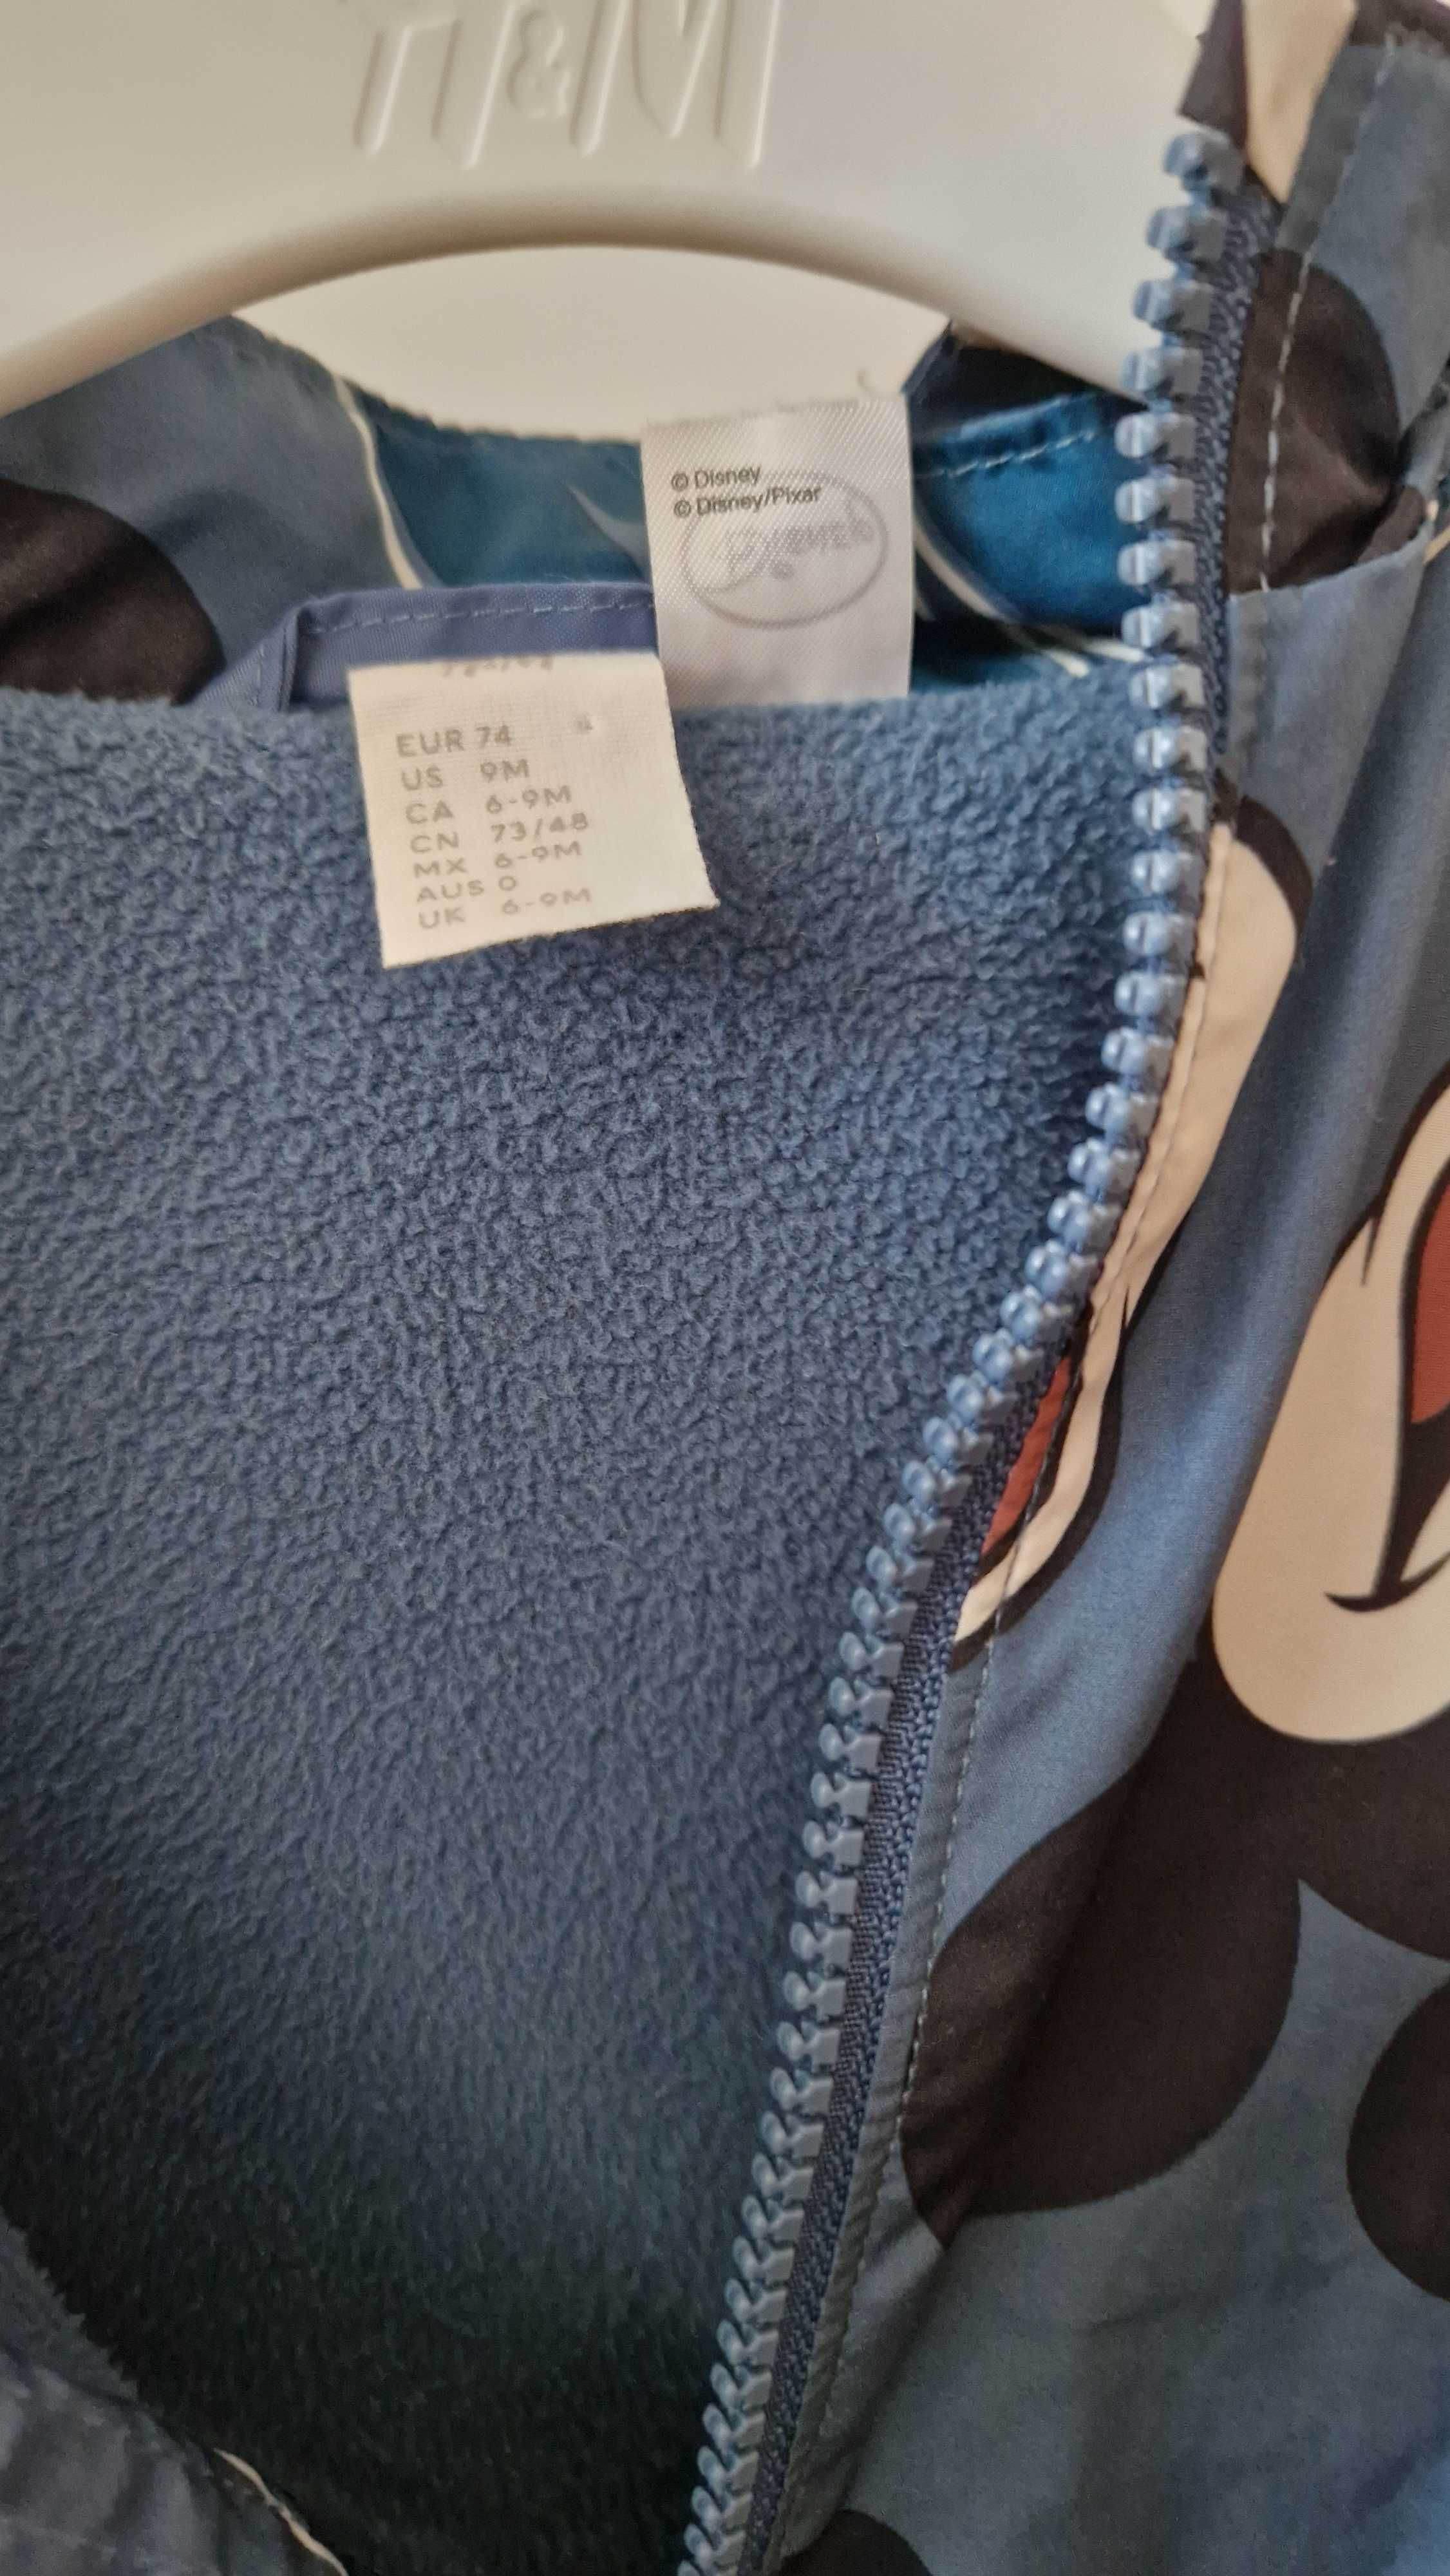 H&M
© Disney
© Disney/Pixar
EUR 74
US 9M
CA 6-9M
CN 73/48
MX 6-9M
AUS 0
UK 6-9M